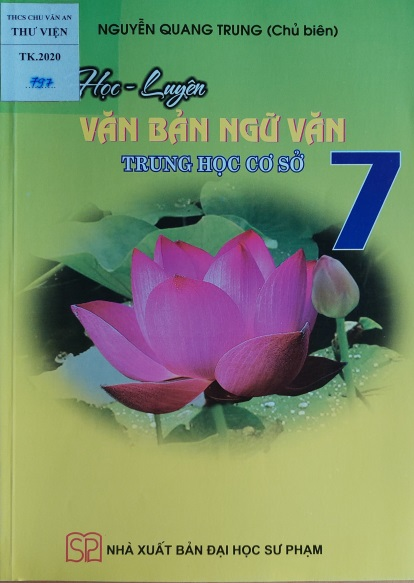 THCS CHU VĂN AN
THƯ VIỆN
TK.2020
797
NGUYỄN QUANG TRUNG (Chủ biên)
Học - Luyện
VĂN BẢN NGỮ VĂN
TRUNG HỌC CƠ SỞ
7
SP
NHÀ XUẤT BẢN ĐẠI HỌC SƯ PHẠM